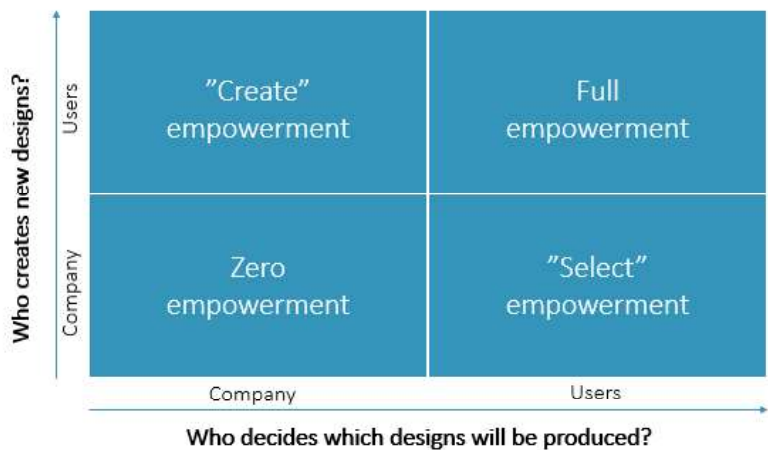 Who creates new designs?
Users
Company
”Create”
empowerment
Full
empowerment
Zero
empowerment
”Select”
empowerment
Company
Users
Who decides which designs will be produced?